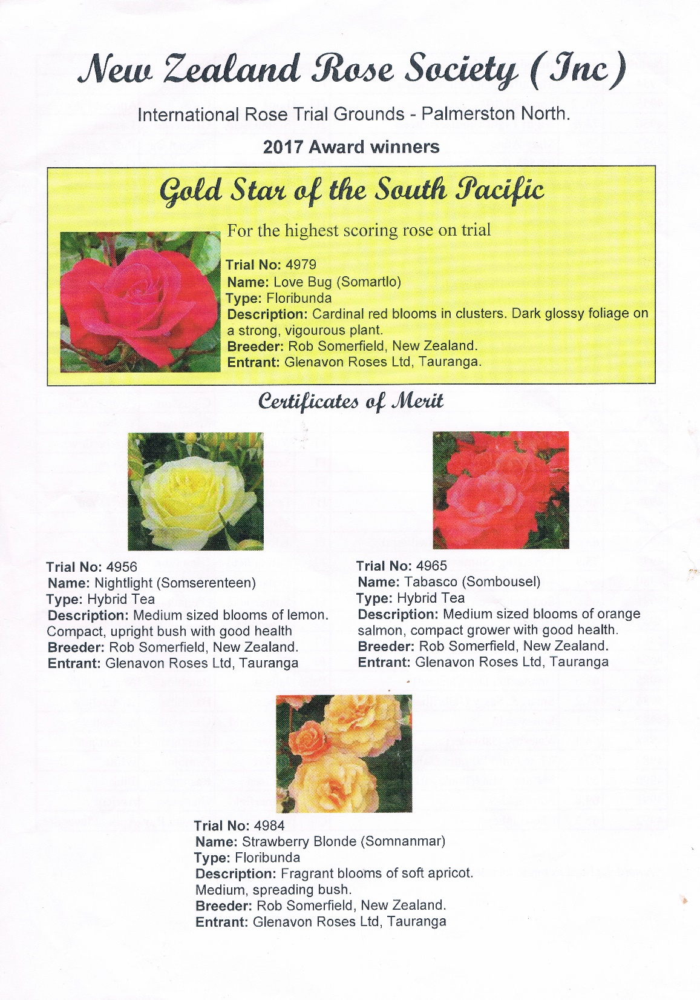 New Zealand Rose Society (Inc)
International Rose Trial Grounds - Palmerston North.
2017 Award winners
Gold Star of the South Pacific
For the highest scoring rose on trial
Trial No: 4979
Name: Love Bug (Somartlo)
Type: Floribunda
Description: Cardinal red blooms in clusters. Dark glossy foliage on
a strong, vigourous plant.
Breeder: Rob Somerfield, New Zealand.
Entrant: Glenavon Roses Ltd, Tauranga.
Certificates of Merit
Trial No: 4956
Name: Nightlight (Somserenteen)
Type: Hybrid Tea
Description: Medium sized blooms of lemon.
Compact, upright bush with good health
Breeder: Rob Somerfield, New Zealand.
Entrant: Glenavon Roses Ltd, Tauranga
Trial No: 4965
Name: Tabasco (Sombousel)
Type: Hybrid Tea
Description: Medium sized blooms of orange
salmon, compact grower with good health.
Breeder: Rob Somerfield, New Zealand.
Entrant: Glenavon Roses Ltd, Tauranga
Trial No: 4984
Name: Strawberry Blonde (Somnanmar)
Type: Floribunda
Description: Fragrant blooms of soft apricot.
Medium, spreading bush.
Breeder: Rob Somerfield, New Zealand.
Entrant: Glenavon Roses Ltd, Tauranga